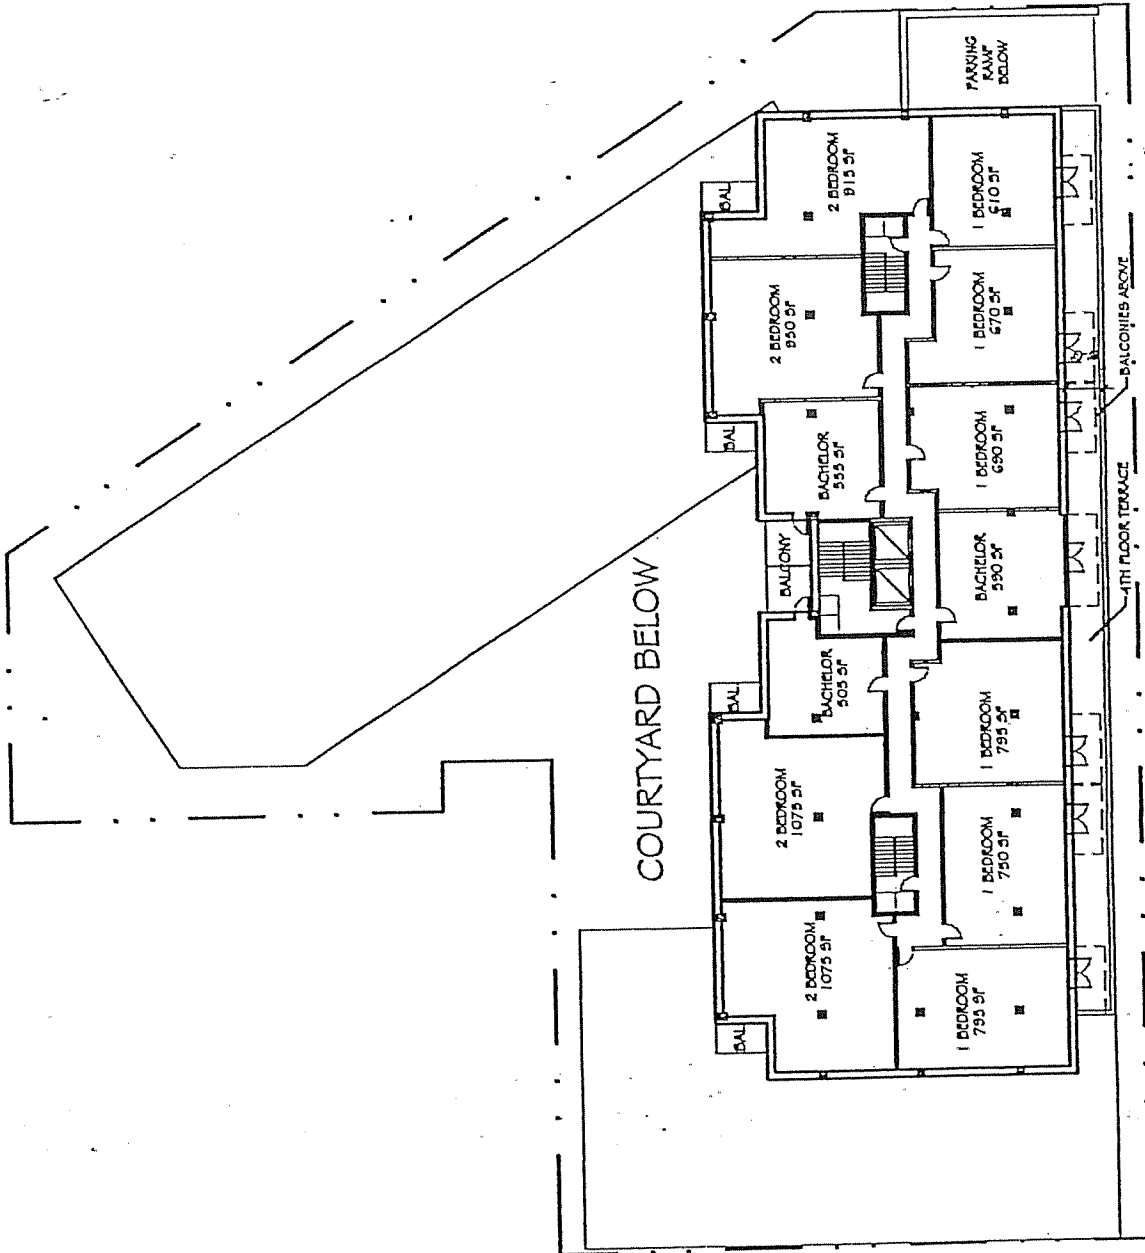 PARKING
RAMP
BELOW
2 BEDROOM
915 SF
1 BEDROOM
610 SF
BAL
2 BEDROOM
950 SF
1 BEDROOM
670 SF
BALCONIES ABOVE
BAL
BACHELOR
555 SF
1 BEDROOM
690 SF
BALCONY
BACHELOR
590 SF
4TH FLOOR TERRACE
COURTYARD BELOW
BACHELOR
505 SF
BAL
1 BEDROOM
795 SF
2 BEDROOM
1075 SF
1 BEDROOM
750 SF
2 BEDROOM
1075 SF
1 BEDROOM
795 SF
BAL